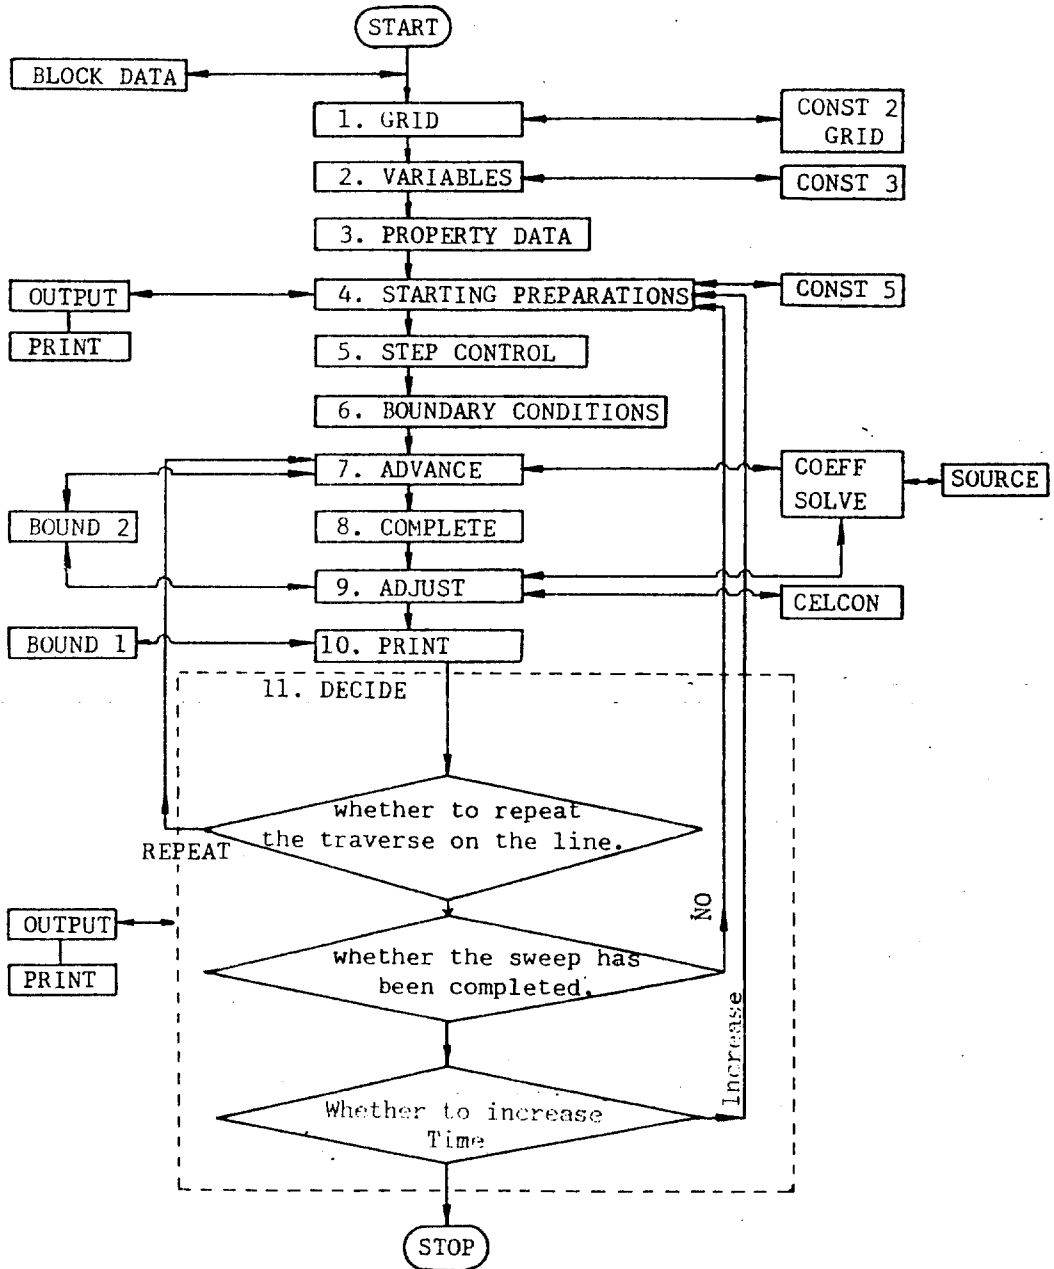 START
BLOCK DATA
1. GRID
CONST 2
GRID
2. VARIABLES
CONST 3
3. PROPERTY DATA
OUTPUT
4. STARTING PREPARATIONS
CONST 5
PRINT
5. STEP CONTROL
6. BOUNDARY CONDITIONS
7. ADVANCE
COEFF
SOLVE
SOURCE
BOUND 2
8. COMPLETE
9. ADJUST
CELCON
BOUND 1
10. PRINT
11. DECIDE
whether to repeat
the traverse on the line.
REPEAT
NO
OUTPUT
PRINT
whether the sweep has
been completed.
Increase
Whether to increase
Time
STOP